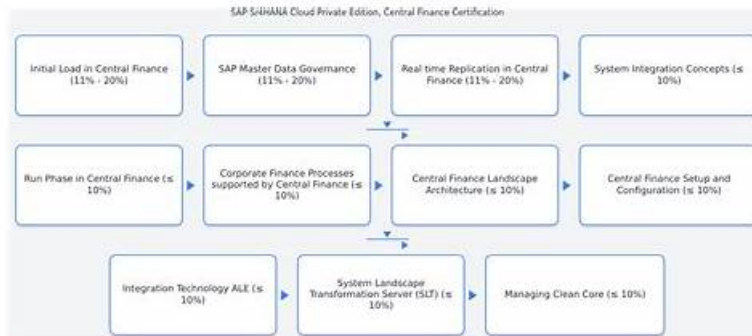 SAP S/4HANA Cloud Private Edition, Central Finance Certification
Initial Load in Central Finance
(11% - 20%)
SAP Master Data Governance
(11% - 20%)
Real-time Replication in Central
Finance (11% - 20%)
System Integration Concepts (≤
10%)
Run Phase in Central Finance (≤
10%)
Corporate Finance Processes
supported by Central Finance (≤
10%)
Central Finance Landscape
Architecture (≤ 10%)
Central Finance Setup and
Configuration (≤ 10%)
Integration Technology ALE (≤
10%)
System Landscape
Transformation Server (SLT) (≤
10%)
Managing Clean Core (≤ 10%)